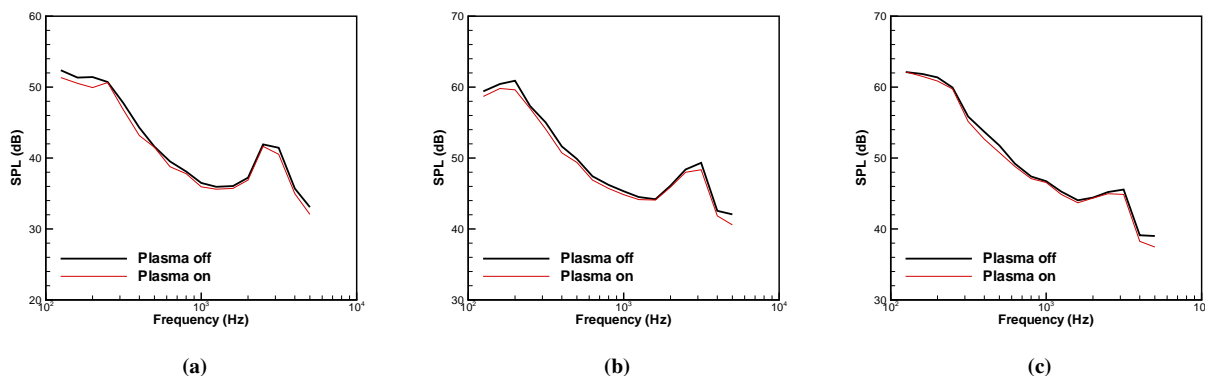 60
50
40
30
20
SPL (dB)
Plasma off
Plasma on
10² 10³ 10⁴
Frequency (Hz)
(a)
70
60
50
40
30
SPL (dB)
Plasma off
Plasma on
10² 10³ 10⁴
Frequency (Hz)
(b)
70
60
50
40
30
SPL (dB)
Plasma off
Plasma on
10² 10³ 10
Frequency (Hz)
(c)